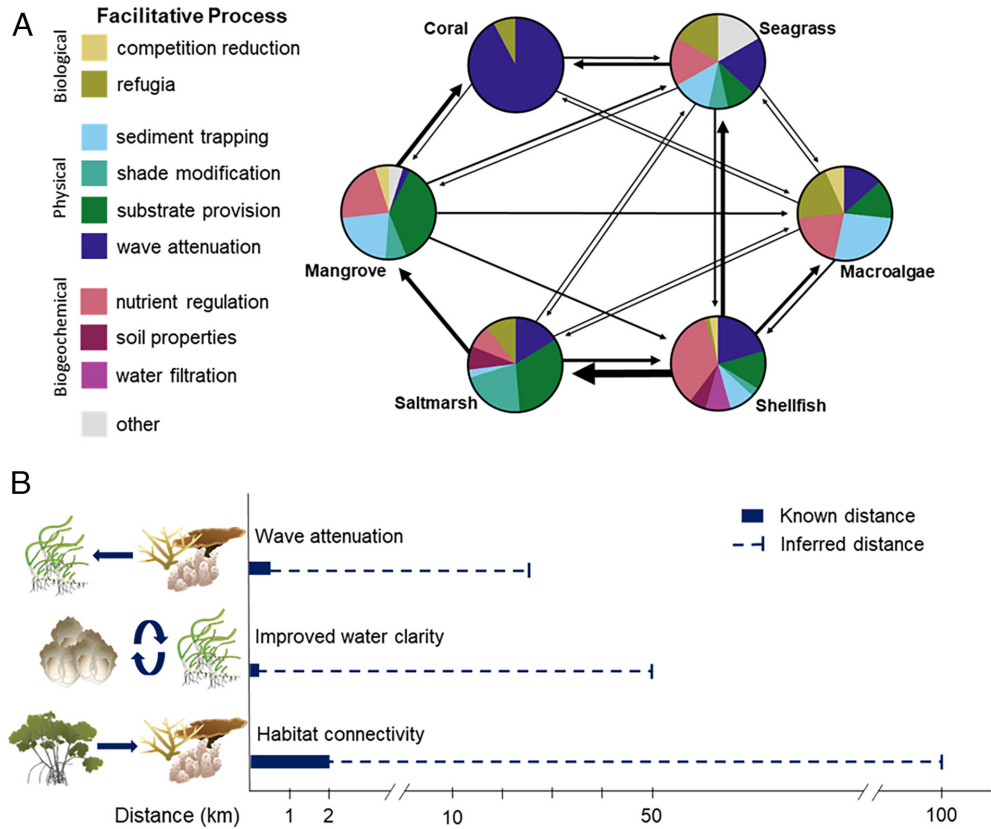 A
Facilitative Process
Biological
competition reduction
refugia
Physical
sediment trapping
shade modification
substrate provision
wave attenuation
Biogeochemical
nutrient regulation
soil properties
water filtration
other
Coral
Seagrass
Mangrove
Macroalgae
Saltmarsh
Shellfish
B
Known distance
Inferred distance
Wave attenuation
Improved water clarity
Habitat connectivity
Distance (km) 1 2 10 50 100